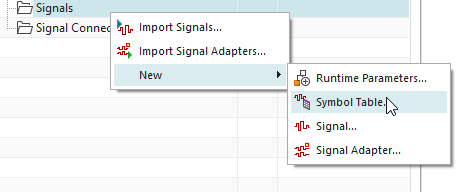 Signals
Signal Connec
Import Signals...
Import Signal Adapters...
New
Runtime Parameters...
Symbol Table...
Signal...
Signal Adapter...